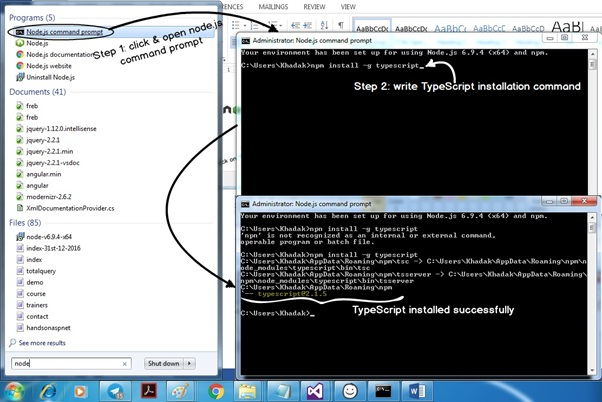 Programs (5)
Node.js command prompt
Node.js
Node.js documentation
Node.js website
Uninstall Node.js
Documents (41)
freb
freb
jquery-1.12.0.intellisense
jquery-2.2.1
jquery-2.2.1.min
jquery-2.2.1-vsdoc
angular.min
angular
modernizr-2.6.2
XmlDocumentationProvider.cs
Files (85)
node-v6.9.4-x64
index-31st-12-2016
index
totalquery
demo
course
trainers
contact
handsonaspnet
See more results
node
Shut down
Step 1: click & open node.js
command prompt
MAILINGS
REVIEW
VIEW
AaBbCcDc
AaBbCcDc
Administrator: Node.js command prompt
Your environment has been set up for using Node.js 6.9.4 (x64) and npm.
C:\Users\Khadak>npm install -g typescript_
Step 2: write TypeScript installation command
Administrator: Node.js command prompt
Your environment has been set up for using Node.js 6.9.4 (x64) and npm.
C:\Users\Khadak>npn install -g typescript
'npn' is not recognized as an internal or external command,
operable program or batch file.
C:\Users\Khadak>npm install -g typescript
C:\Users\Khadak\AppData\Roaming\npm\tsc -> C:\Users\Khadak\AppData\Roaming\npm\n
ode_modules\typescript\bin\tsc
C:\Users\Khadak\AppData\Roaming\npm\tsserver -> C:\Users\Khadak\AppData\Roaming\
npm\node_modules\typescript\bin\tsserver
C:\Users\Khadak\AppData\Roaming\npm
`-- typescript@2.1.5
C:\Users\Khadak>_
TypeScript installed successfully